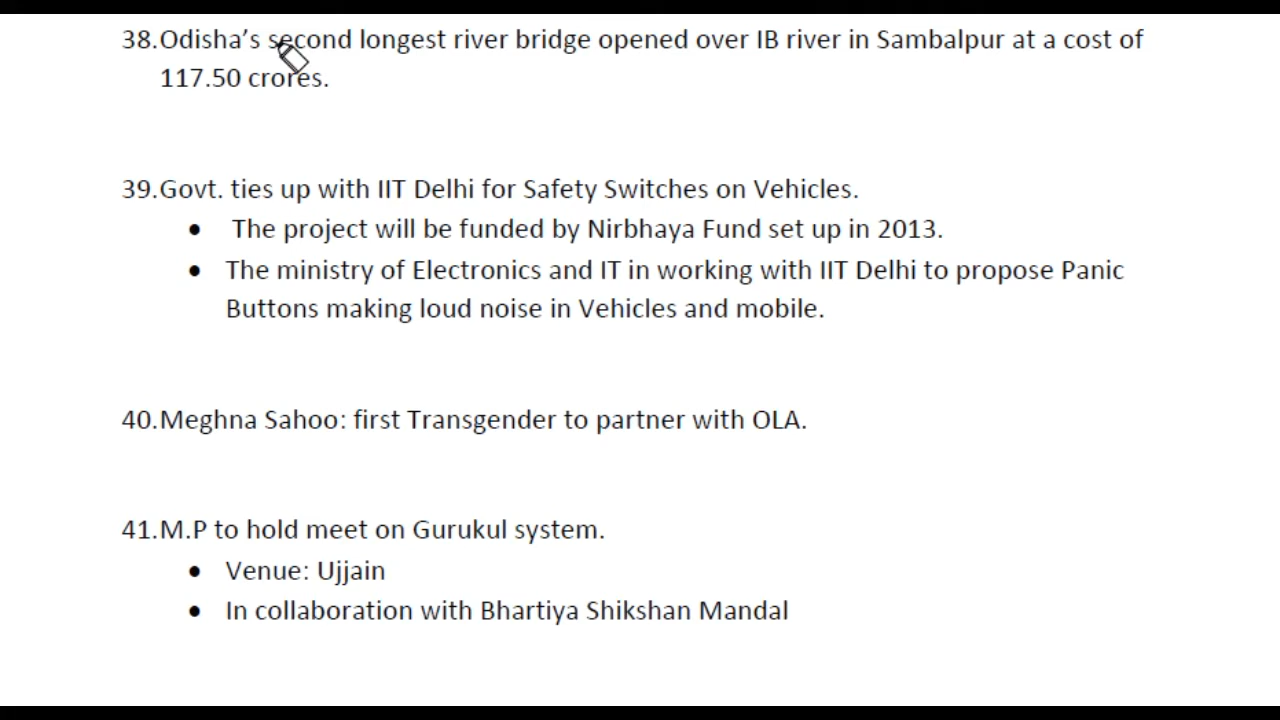 38.Odisha's second longest river bridge opened over IB river in Sambalpur at a cost of
117.50 crores.
39.Govt. ties up with IIT Delhi for Safety Switches on Vehicles.
• The project will be funded by Nirbhaya Fund set up in 2013.
• The ministry of Electronics and IT in working with IIT Delhi to propose Panic
Buttons making loud noise in Vehicles and mobile.
40.Meghna Sahoo: first Transgender to partner with OLA.
41.M.P to hold meet on Gurukul system.
• Venue: Ujjain
• In collaboration with Bhartiya Shikshan Mandal